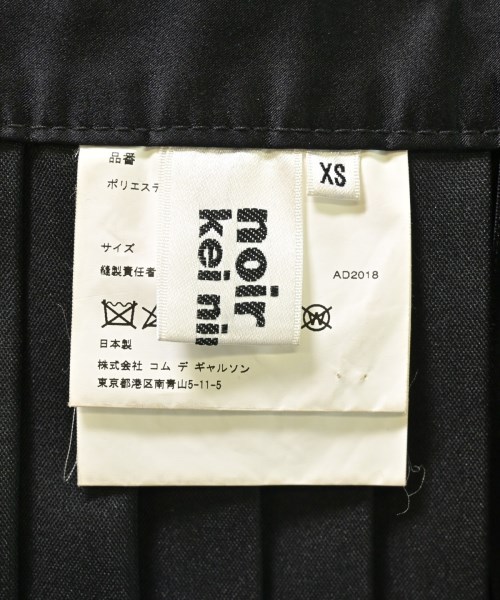 品番
XS
ポリエステ
noir
kei
サイズ
縫製責任者
AD2018
W
日本製
株式会社 コム デ ギャルソン
東京都港区南青山5-11-5